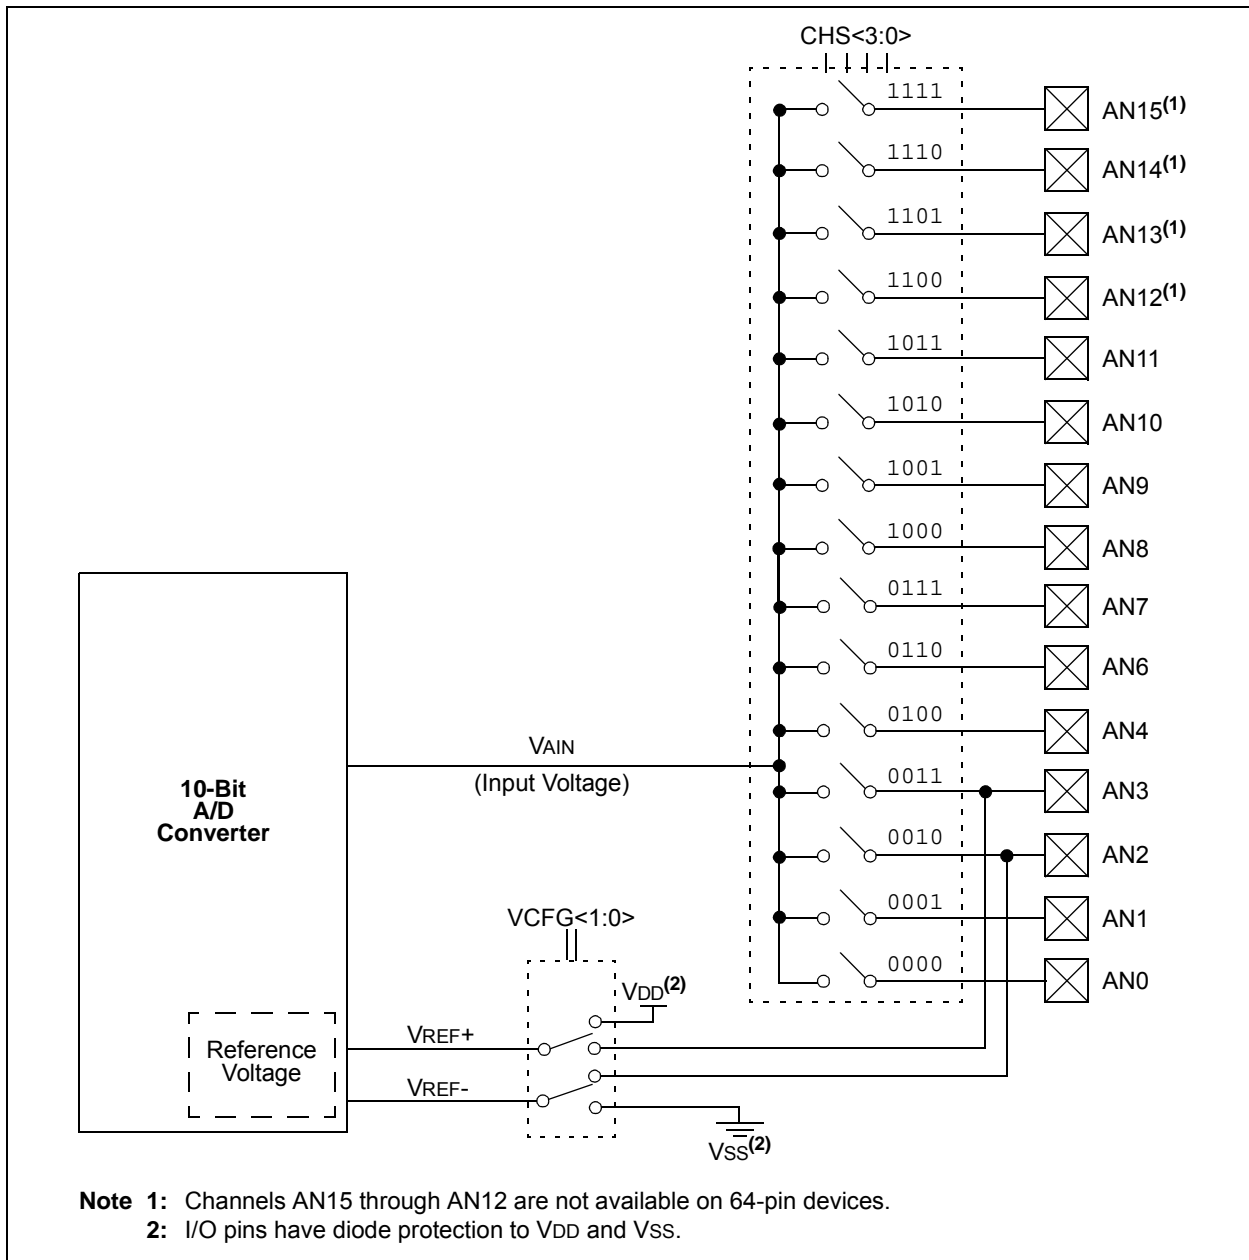 CHS<3:0>
1111 AN15(1)
1110 AN14(1)
1101 AN13(1)
1100 AN12(1)
1011 AN11
1010 AN10
1001 AN9
1000 AN8
0111 AN7
0110 AN6
0100 AN4
VAIN
(Input Voltage)
0011 AN3
10-Bit
A/D
Converter
0010 AN2
0001 AN1
VCFG<1:0>
0000 AN0
VDD(2)
VREF+
Reference
Voltage
VREF-
VSS(2)
Note 1: Channels AN15 through AN12 are not available on 64-pin devices.
2: I/O pins have diode protection to VDD and VSS.